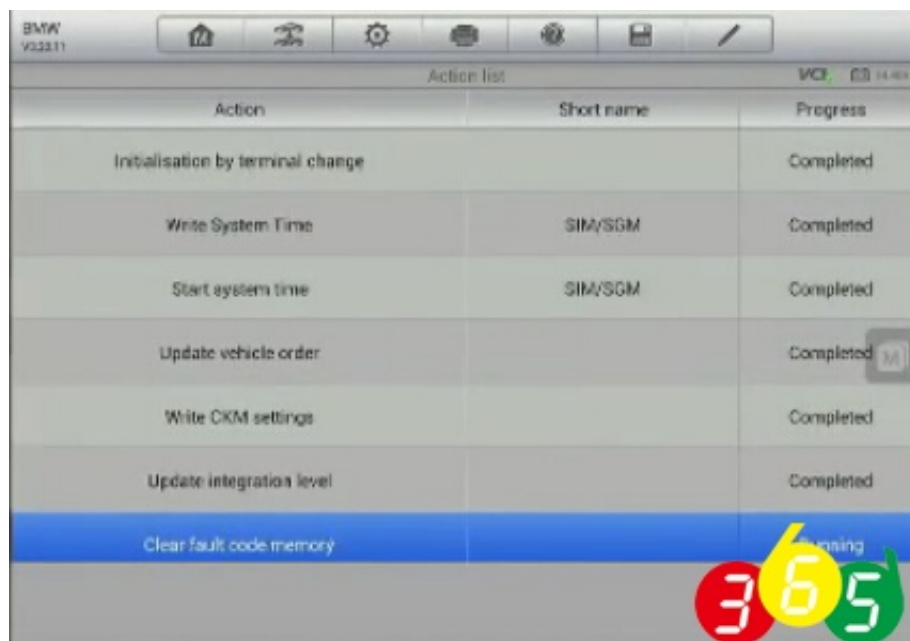 BMW
Action list
VCI
Action Short name Progress
Initialisation by terminal change Completed
Write System Time SIM/SGM Completed
Start system time SIM/SGM Completed
Update vehicle order Completed
M
Write CKM settings Completed
Update integration level Completed
Clear fault code memory Running
365